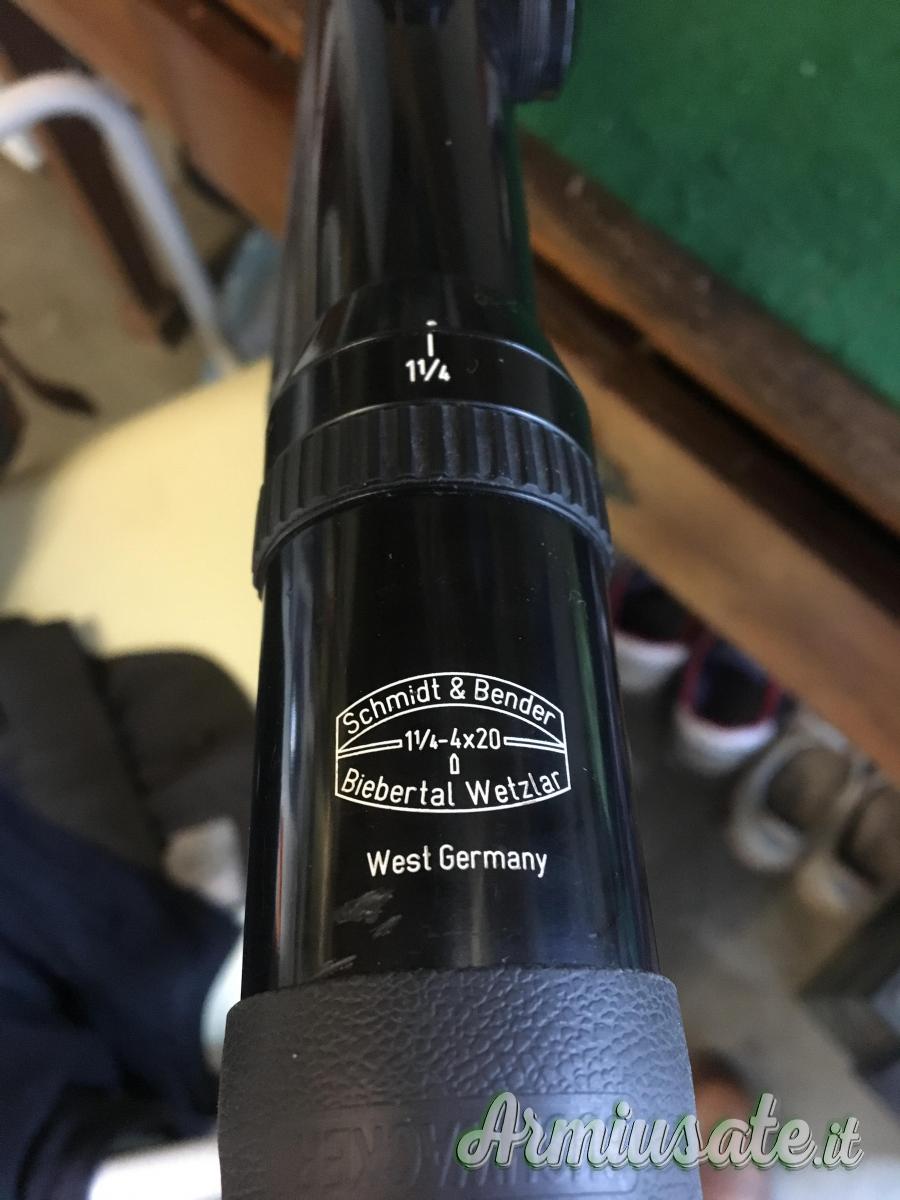 1¼
Schmidt & Bender
1¼-4x20
Biebertal Wetzlar
West Germany
Armiusate.it